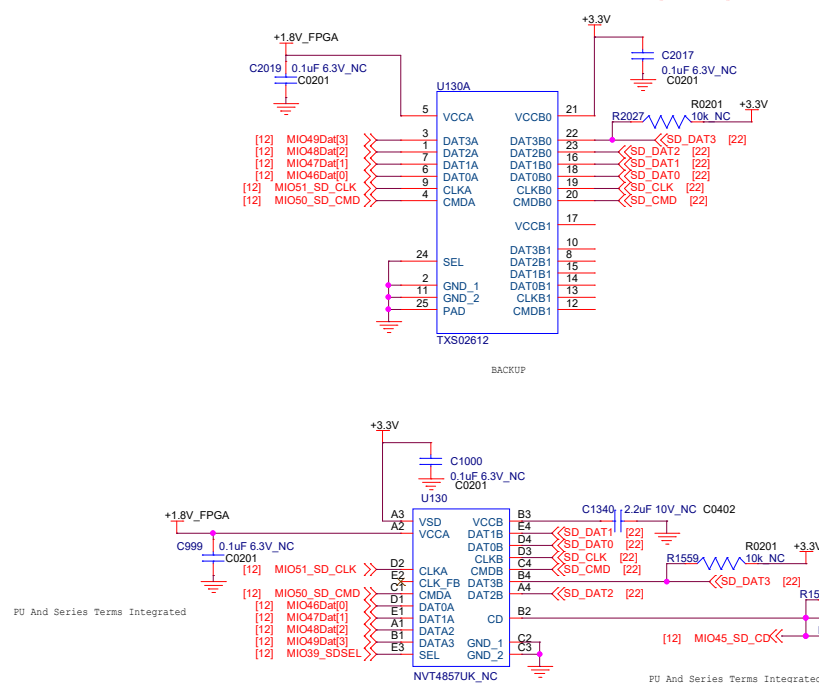 +3.3V
+1.8V_FPGA
C2017
C2019 0.1uF 6.3V_NC
0.1uF 6.3V_NC
C0201
C0201
U130A
R0201
+3.3V
5 VCCA VCCB0 21
R2027 10k_NC
[12] MIO49Dat[3] 3 DAT3A DAT3B0 22 SD_DAT3 [22]
[12] MIO48Dat[2] 1 DAT2A DAT2B0 23 SD_DAT2 [22]
[12] MIO47Dat[1] 7 DAT1A DAT1B0 16 SD_DAT1 [22]
[12] MIO46Dat[0] 6 DAT0A DAT0B0 18 SD_DAT0 [22]
[12] MIO51_SD_CLK 9 CLKA CLKB0 19 SD_CLK [22]
[12] MIO50_SD_CMD 4 CMDA CMDB0 20 SD_CMD [22]
VCCB1 17
DAT3B1 10
24 SEL DAT2B1 8
DAT1B1 15
2 GND_1 DAT0B1 14
11 GND_2 CLKB1 13
25 PAD CMDB1 12
TXS02612
BACKUP
+3.3V
C1000
0.1uF 6.3V_NC
C0201
U130
+1.8V_FPGA
A3 VSD VCCB B3 C1340 2.2uF 10V_NC C0402
A2 VCCA DAT1B E4 SD_DAT1 [22]
C999 0.1uF 6.3V_NC
C0201
DAT0B D4 SD_DAT0 [22]
R0201
+3.3V
CLKB D3 SD_CLK [22]
R1559 10k_NC
[12] MIO51_SD_CLK D2 CLKA CMDB C4 SD_CMD [22]
E2 CLK_FB DAT3B B4 SD_DAT3 [22]
[12] MIO50_SD_CMD C1 CMDA DAT2B A4 SD_DAT2 [22]
[12] MIO46Dat[0] D1 DAT0A
[12] MIO47Dat[1] E1 DAT1A CD B2
[12] MIO48Dat[2] A1 DATA2
[12] MIO49Dat[3] B1 DATA3 GND_1 C2
[12] MIO39_SDSEL E3 SEL GND_2 C3
[12] MIO45_SD_CD
PU And Series Terms Integrated
NVT4857UK_NC
PU And Series Terms Integrated